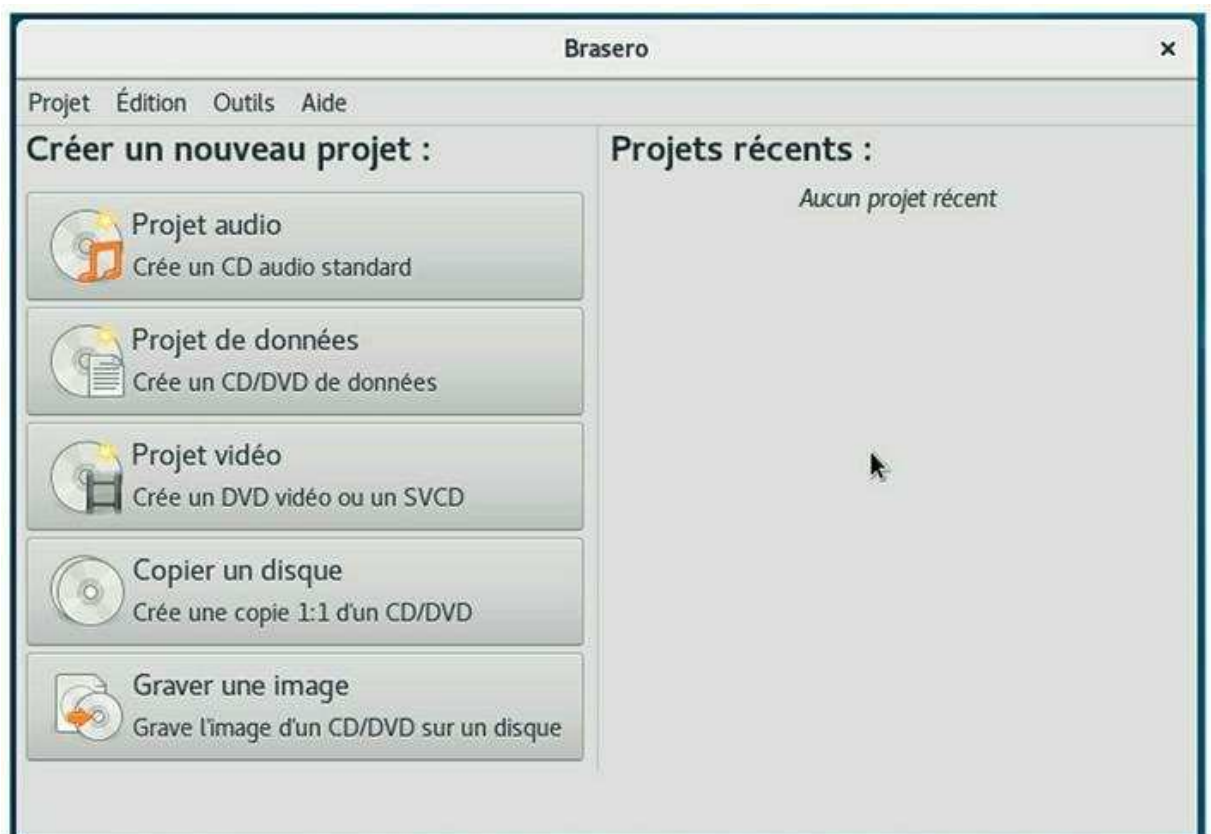 Brasero
Projet Édition Outils Aide
Créer un nouveau projet :
Projet audio
Crée un CD audio standard
Projet de données
Crée un CD/DVD de données
Projet vidéo
Crée un DVD vidéo ou un SVCD
Copier un disque
Crée une copie 1:1 d'un CD/DVD
Graver une image
Grave l'image d'un CD/DVD sur un disque
Projets récents :
Aucun projet récent